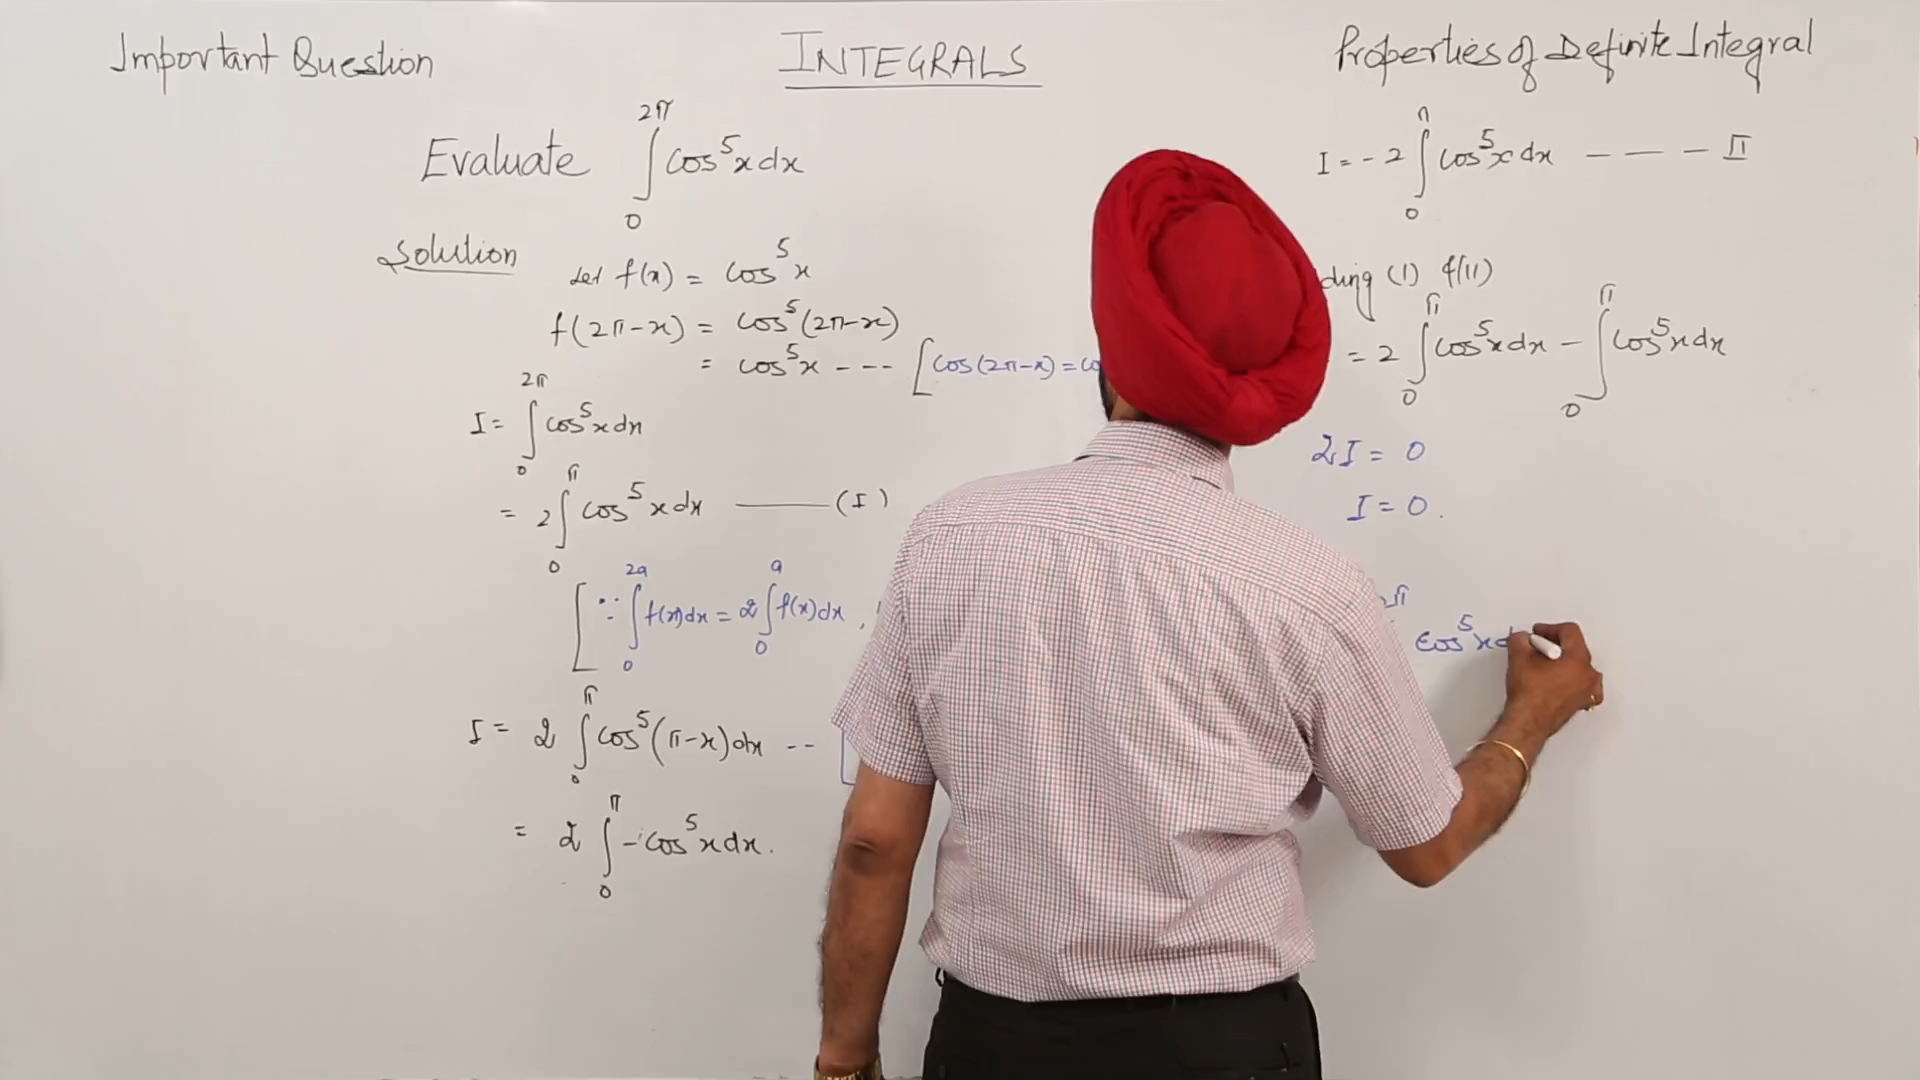 Important Question
INTEGRALS
Properties of Definite Integral
Evaluate ∫₀^2π cos⁵x dx
Solution
Let f(x) = cos⁵x
f(2π-x) = cos⁵(2π-x)
= cos⁵x --- [cos(2π-x)=co
I = ∫₀^2π cos⁵x dx
= 2∫₀^π cos⁵x dx ——— (I)
[∵ ∫₀^2a f(x)dx = 2∫₀^a f(x)dx,
I = 2 ∫₀^π cos⁵(π-x)dx -- [
= 2 ∫₀^π -cos⁵x dx.
I = -2 ∫₀^π cos⁵x dx — — — II
ding (I) & (II)
= 2 ∫₀^π cos⁵x dx - ∫₀^π cos⁵x dx
2I = 0
I = 0.
π
cos⁵x d